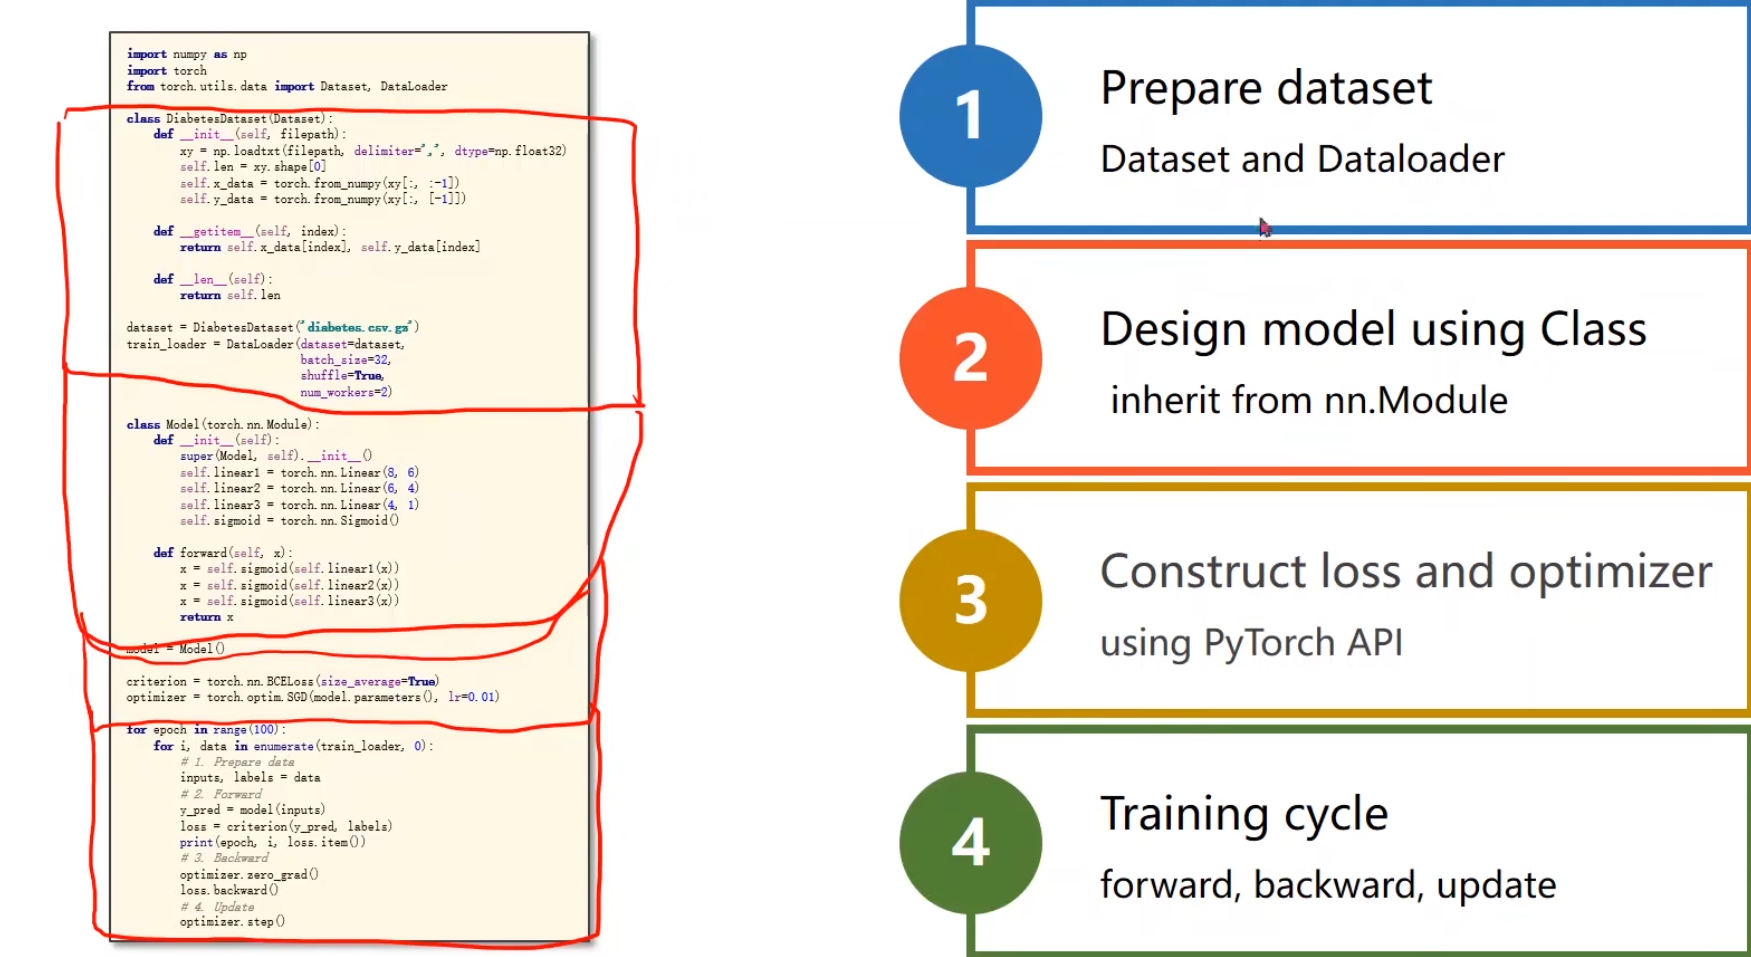 import numpy as np
import torch
from torch.utils.data import Dataset, DataLoader
class DiabetesDataset(Dataset):
    def __init__(self, filepath):
        xy = np.loadtxt(filepath, delimiter=",", dtype=np.float32)
        self.len = xy.shape[0]
        self.x_data = torch.from_numpy(xy[:, :-1])
        self.y_data = torch.from_numpy(xy[:, [-1]])
    def __getitem__(self, index):
        return self.x_data[index], self.y_data[index]
    def __len__(self):
        return self.len
dataset = DiabetesDataset("diabetes.csv.gz")
train_loader = DataLoader(dataset=dataset,
                          batch_size=32,
                          shuffle=True,
                          num_workers=2)
class Model(torch.nn.Module):
    def __init__(self):
        super(Model, self).__init__()
        self.linear1 = torch.nn.Linear(8, 6)
        self.linear2 = torch.nn.Linear(6, 4)
        self.linear3 = torch.nn.Linear(4, 1)
        self.sigmoid = torch.nn.Sigmoid()
    def forward(self, x):
        x = self.sigmoid(self.linear1(x))
        x = self.sigmoid(self.linear2(x))
        x = self.sigmoid(self.linear3(x))
        return x
model = Model()
criterion = torch.nn.BCELoss(size_average=True)
optimizer = torch.optim.SGD(model.parameters(), lr=0.01)
for epoch in range(100):
    for i, data in enumerate(train_loader, 0):
        # 1. Prepare data
        inputs, labels = data
        # 2. Forward
        y_pred = model(inputs)
        loss = criterion(y_pred, labels)
        print(epoch, i, loss.item())
        # 3. Backward
        optimizer.zero_grad()
        loss.backward()
        # 4. Update
        optimizer.step()
1
Prepare dataset
Dataset and Dataloader
2
Design model using Class
inherit from nn.Module
3
Construct loss and optimizer
using PyTorch API
4
Training cycle
forward, backward, update